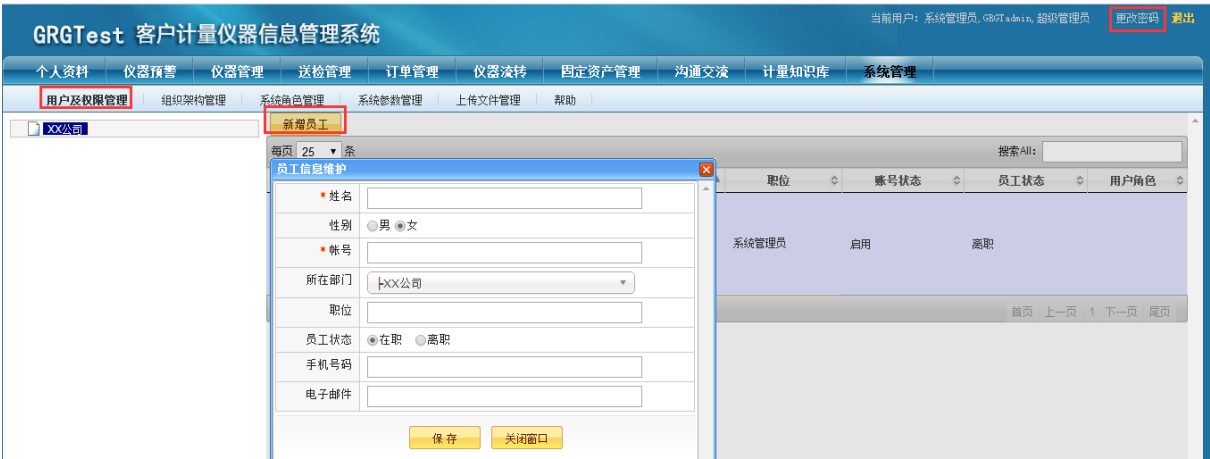 当前用户: 系统管理员, GRGTadmin, 超级管理员 更改密码 退出
GRGTest 客户计量仪器信息管理系统
个人资料 仪器预警 仪器管理 送检管理 订单管理 仪器流转 固定资产管理 沟通交流 计量知识库 系统管理
用户及权限管理 组织架构管理 系统角色管理 系统参数管理 上传文件管理 帮助
XX公司
新增员工
每页 25 条 搜索All:
员工信息维护
职位 账号状态 员工状态 用户角色
*姓名
性别 男 女
*帐号
系统管理员 启用 离职
所在部门 ├XX公司
职位
首页 上一页 1 下一页 尾页
员工状态 在职 离职
手机号码
电子邮件
保存 关闭窗口